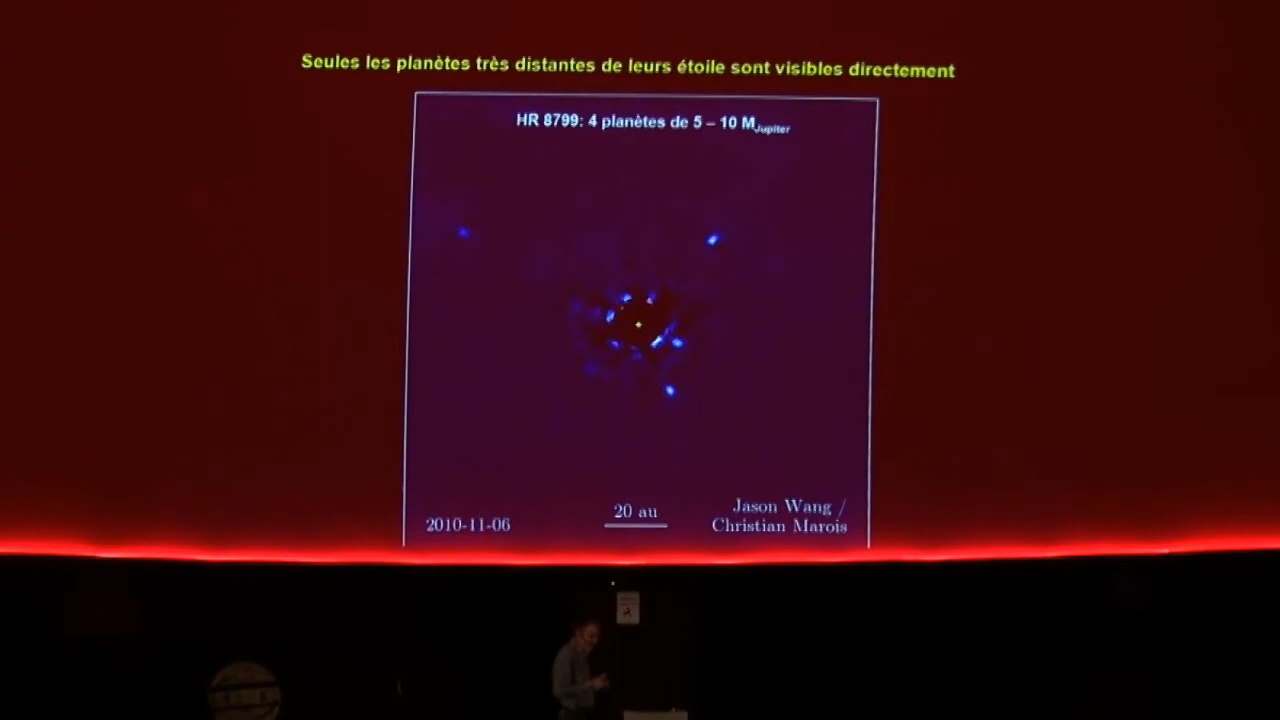 Seules les planètes très distantes de leurs étoile sont visibles directement
HR 8799: 4 planètes de 5 – 10 MJupiter
20 au
Jason Wang /
2010-11-06
Christian Marois